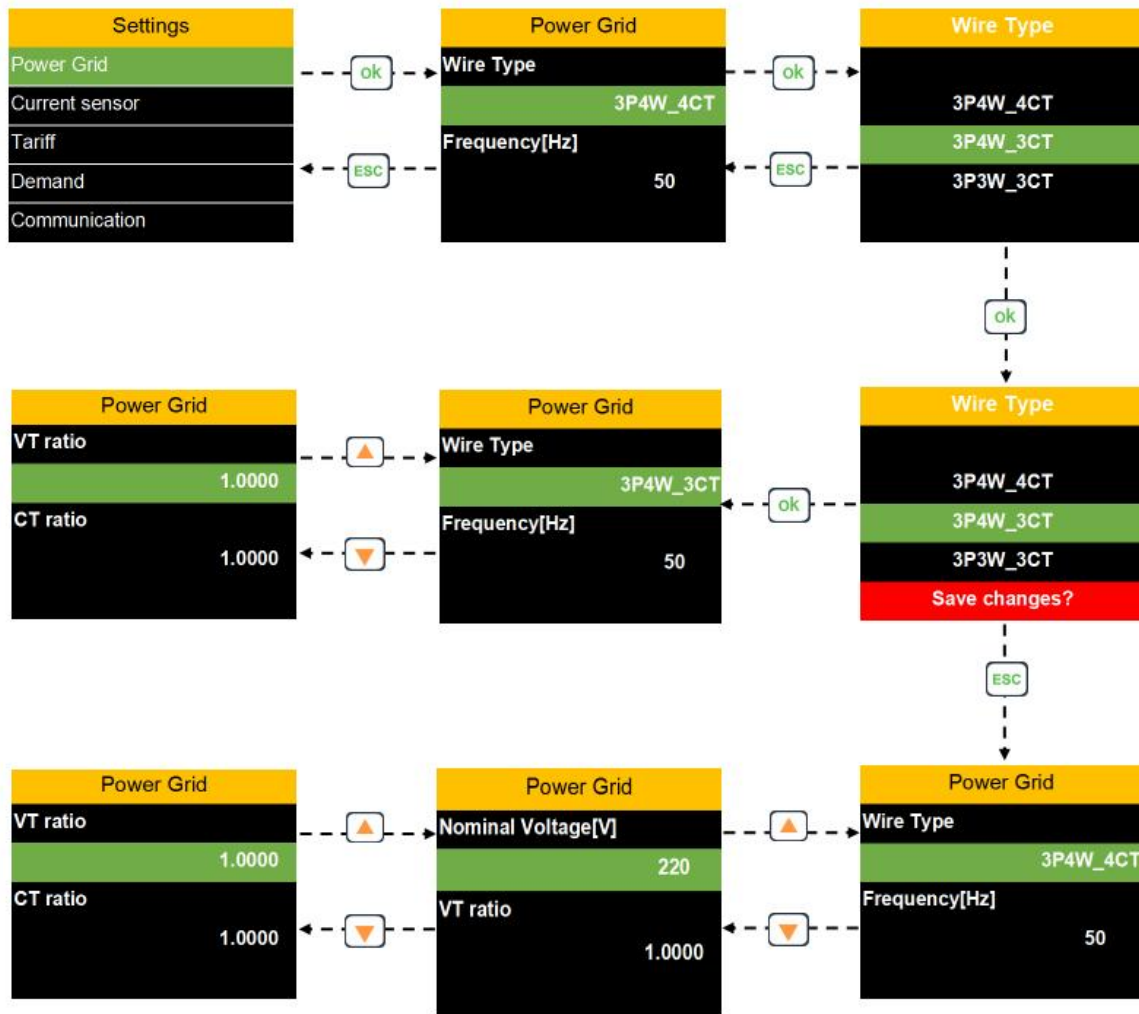 Settings
Power Grid
Current sensor
Tariff
Demand
Communication
ok
ESC
Power Grid
Wire Type
3P4W_4CT
Frequency[Hz]
50
ok
ESC
Wire Type
3P4W_4CT
3P4W_3CT
3P3W_3CT
ok
Power Grid
VT ratio
1.0000
CT ratio
1.0000
Power Grid
Wire Type
3P4W_3CT
Frequency[Hz]
50
ok
Wire Type
3P4W_4CT
3P4W_3CT
3P3W_3CT
Save changes?
ESC
Power Grid
VT ratio
1.0000
CT ratio
1.0000
Power Grid
Nominal Voltage[V]
220
VT ratio
1.0000
Power Grid
Wire Type
3P4W_4CT
Frequency[Hz]
50